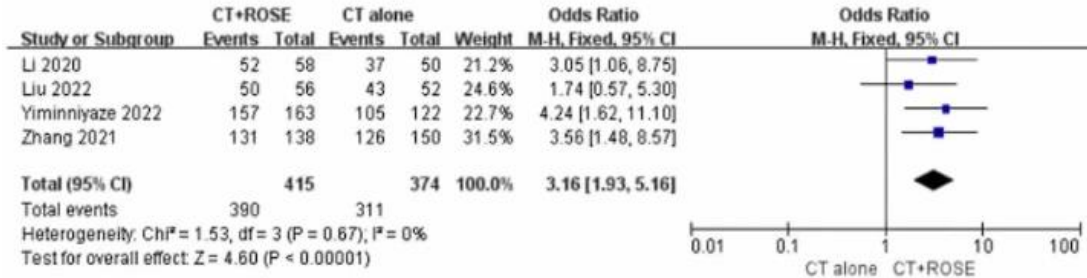 CT+ROSE CT alone Odds Ratio Odds Ratio
Study or Subgroup Events Total Events Total Weight M-H, Fixed, 95% CI M-H, Fixed, 95% CI
Li 2020 52 58 37 50 21.2% 3.05 [1.06, 8.75]
Liu 2022 50 56 43 52 24.6% 1.74 [0.57, 5.30]
Yiminniyaze 2022 157 163 105 122 22.7% 4.24 [1.62, 11.10]
Zhang 2021 131 138 126 150 31.5% 3.56 [1.48, 8.57]
Total (95% CI) 415 374 100.0% 3.16 [1.93, 5.16]
Total events 390 311
Heterogeneity: Chi² = 1.53, df = 3 (P = 0.67); I² = 0%
Test for overall effect: Z = 4.60 (P < 0.00001)
0.01 0.1 1 10 100
CT alone CT+ROSE